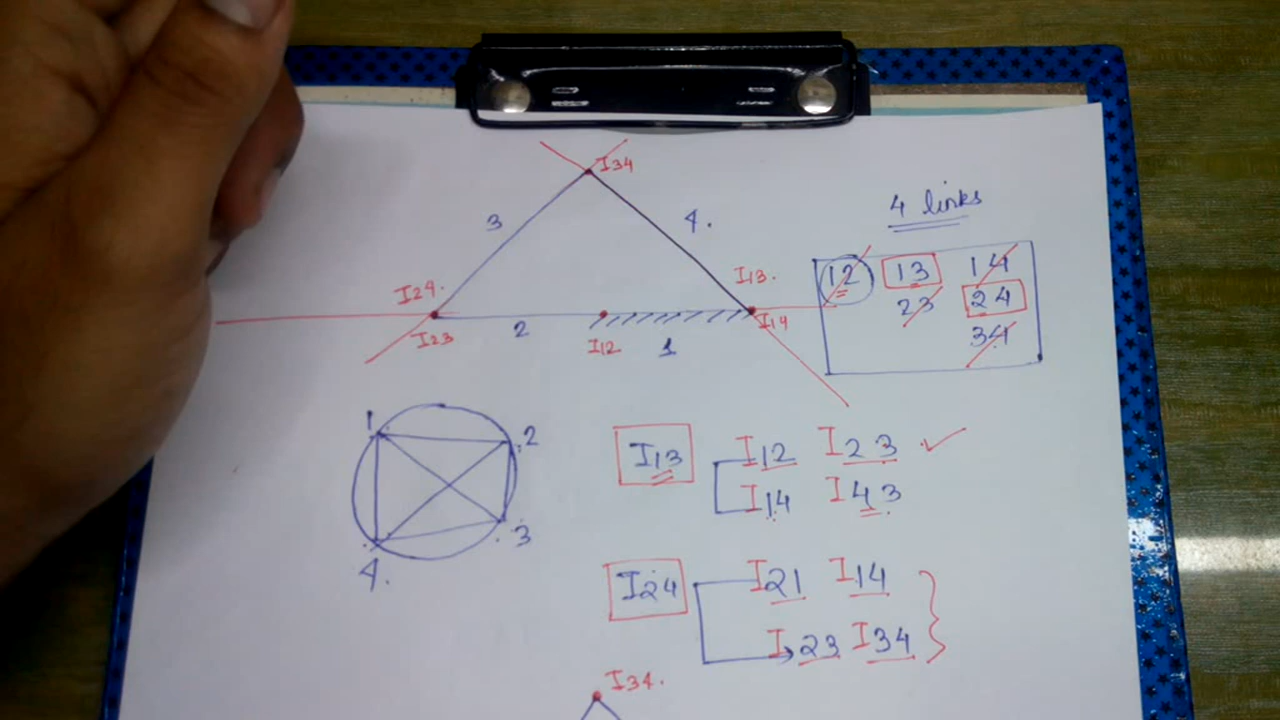 I34
3
4.
4 links
I13.
12 13 14
23 24
34
I24.
I23
2
I12
1
I14
1
2
3
4.
I13
I12 I23 ✓
I14 I43
I24
I21 I14
I23 I34
I34.